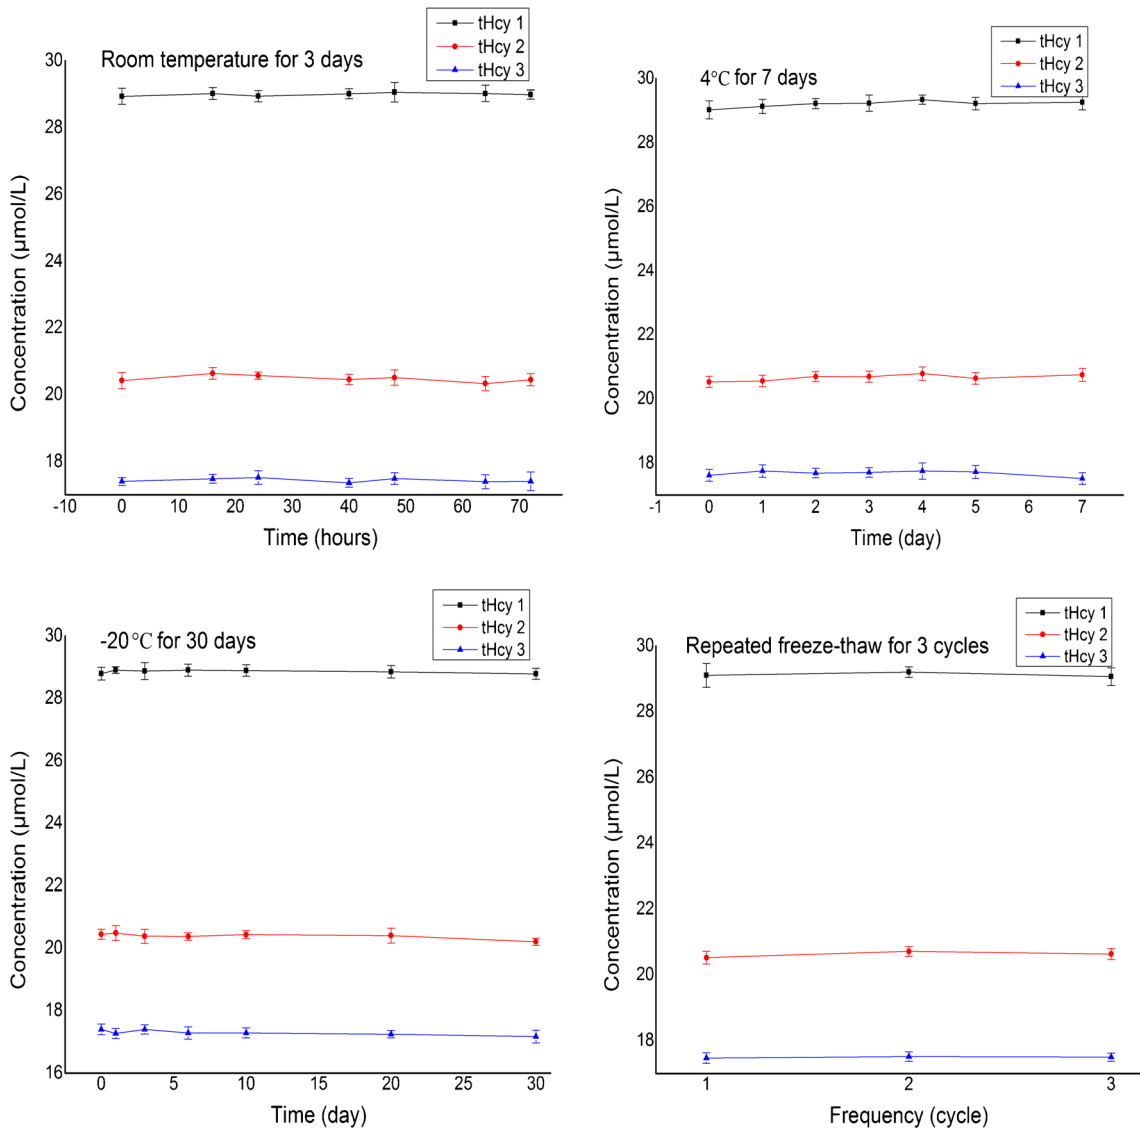 Room temperature for 3 days
tHcy 1
tHcy 2
tHcy 3
30
28
26
24
22
20
18
Concentration (μmol/L)
-10 0 10 20 30 40 50 60 70
Time (hours)
4℃ for 7 days
tHcy 1
tHcy 2
tHcy 3
30
28
26
24
22
20
18
Concentration (μmol/L)
-1 0 1 2 3 4 5 6 7
Time (day)
-20℃ for 30 days
tHcy 1
tHcy 2
tHcy 3
30
28
26
24
22
20
18
16
Concentration (μmol/L)
0 5 10 15 20 25 30
Time (day)
Repeated freeze-thaw for 3 cycles
tHcy 1
tHcy 2
tHcy 3
30
28
26
24
22
20
18
Concentration (μmol/L)
1 2 3
Frequency (cycle)